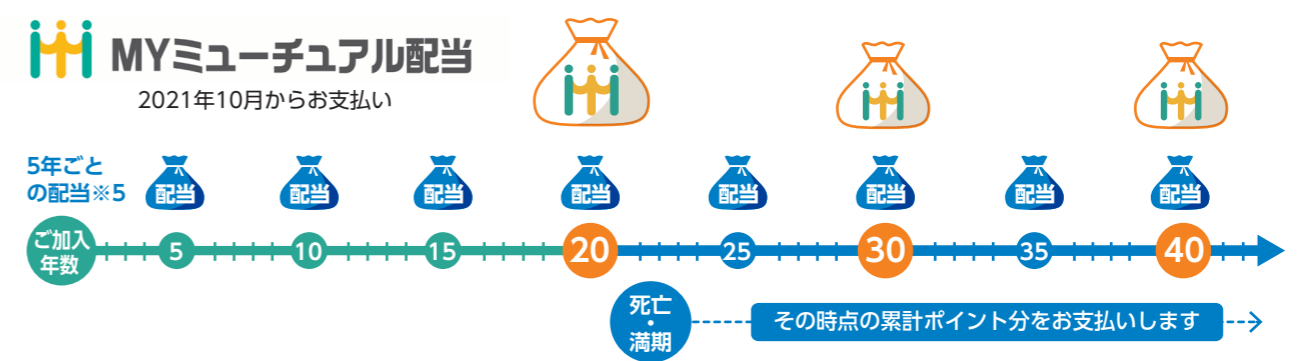 MYミューチュアル配当
2021年10月からお支払い
5年ごと
の配当※5
配当
配当
配当
配当
配当
配当
配当
配当
ご加入
年数
5
10
15
20
25
30
35
40
死亡
・
満期
その時点の累計ポイント分をお支払いします